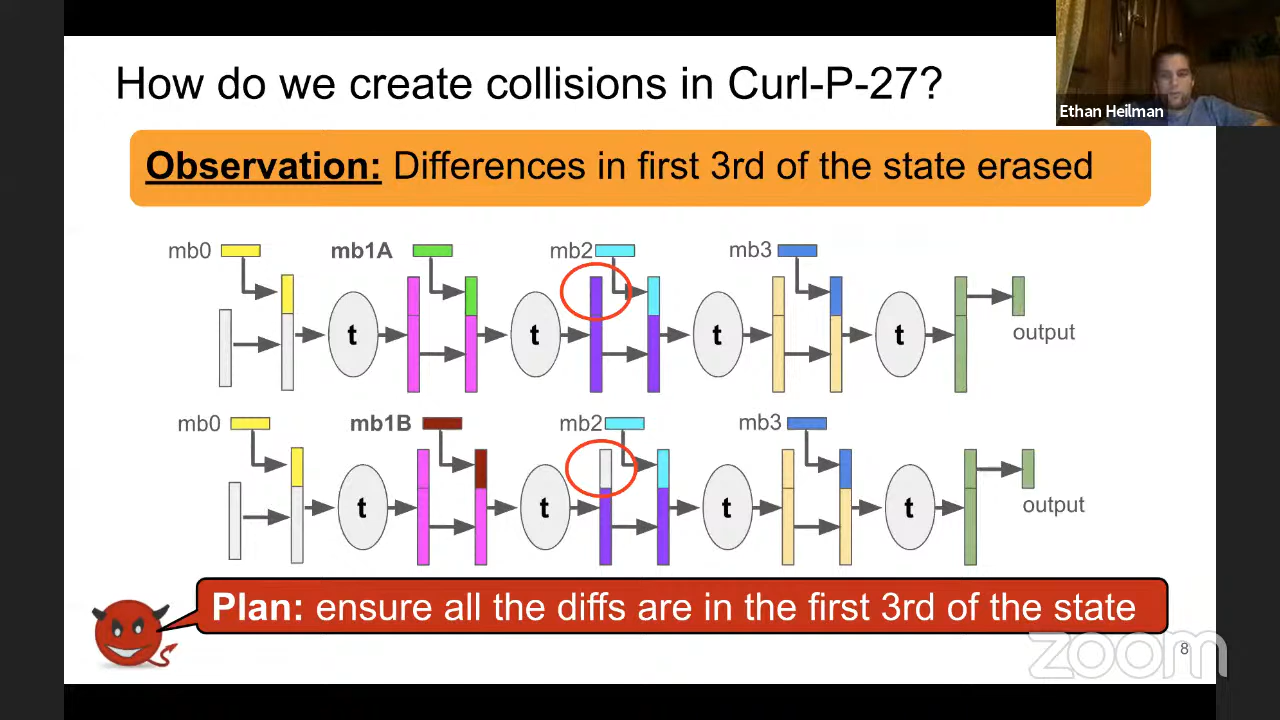 How do we create collisions in Curl-P-27?
Ethan Heilman
Observation: Differences in first 3rd of the state erased
mb0 mb1A mb2 mb3
t t t t
output
mb0 mb1B mb2 mb3
t t t t
output
Plan: ensure all the diffs are in the first 3rd of the state
zoom
8